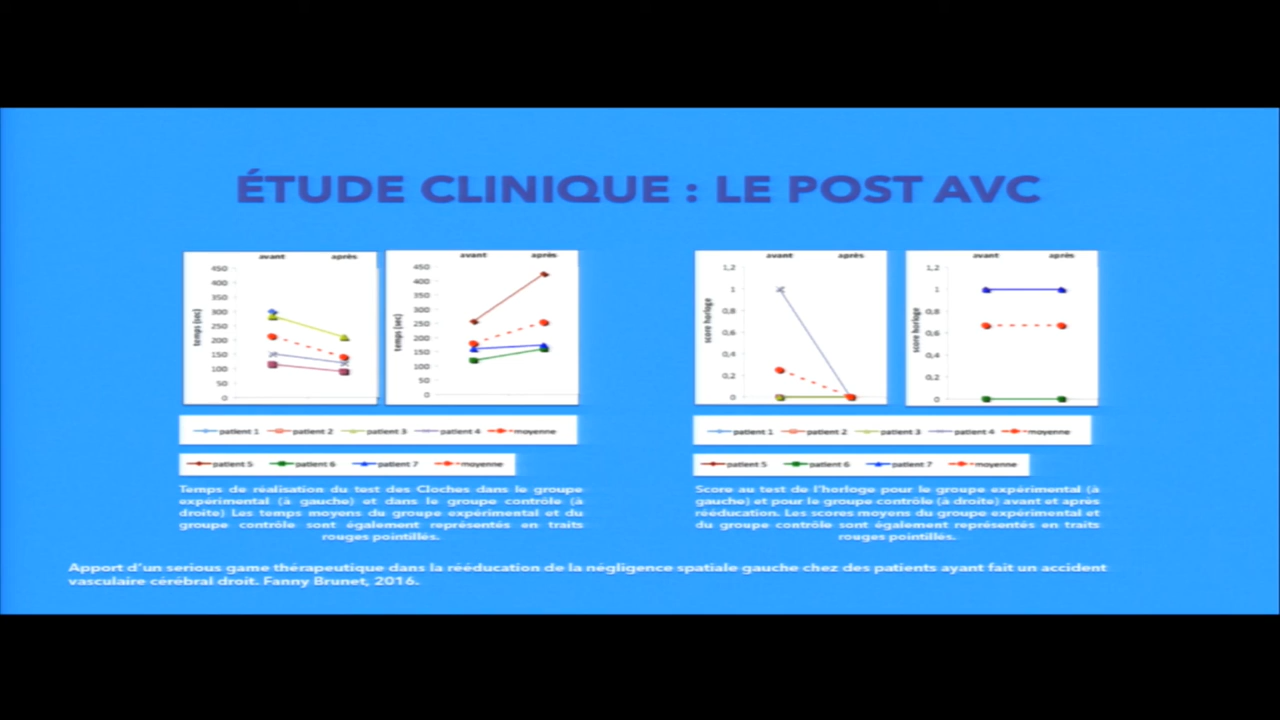 ÉTUDE CLINIQUE : LE POST AVC
avant après
450
400
350
300
250
200
150
100
50
0
temps (sec)
avant après
450
400
350
300
250
200
150
100
50
0
temps (sec)
avant après
1,2
1
0,8
0,6
0,4
0,2
0
score horloge
avant après
1,2
1
0,8
0,6
0,4
0,2
0
score horloge
patient 1 patient 2 patient 3 patient 4 moyenne
patient 5 patient 6 patient 7 moyenne
patient 1 patient 2 patient 3 patient 4 moyenne
patient 5 patient 6 patient 7 moyenne
Temps de réalisation du test des Cloches dans le groupe
expérimental (à gauche) et dans le groupe contrôle (à
droite) Les temps moyens du groupe expérimental et du
groupe contrôle sont également représentés en traits
rouges pointillés.
Score au test de l'horloge pour le groupe expérimental (à
gauche) et pour le groupe contrôle (à droite) avant et après
rééducation. Les scores moyens du groupe expérimental et
du groupe contrôle sont également représentés en traits
rouges pointillés.
Apport d'un serious game thérapeutique dans la rééducation de la négligence spatiale gauche chez des patients ayant fait un accident
vasculaire cérébral droit. Fanny Brunet, 2016.